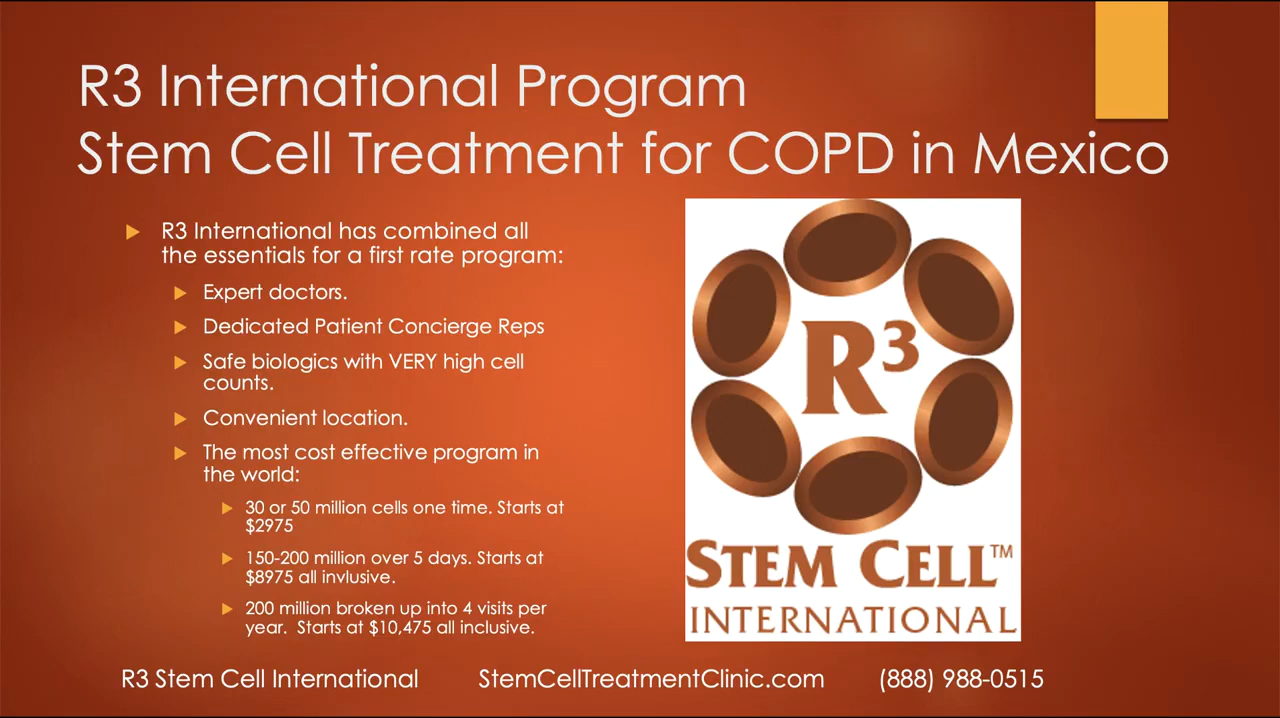 R3 International Program
Stem Cell Treatment for COPD in Mexico
R3 International has combined all
the essentials for a first rate program:
Expert doctors.
Dedicated Patient Concierge Reps
Safe biologics with VERY high cell
counts.
Convenient location.
The most cost effective program in
the world:
30 or 50 million cells one time. Starts at
$2975
150-200 million over 5 days. Starts at
$8975 all invlusive.
200 million broken up into 4 visits per
year.  Starts at $10,475 all inclusive.
R³
STEM CELL™
INTERNATIONAL
R3 Stem Cell International StemCellTreatmentClinic.com (888) 988-0515